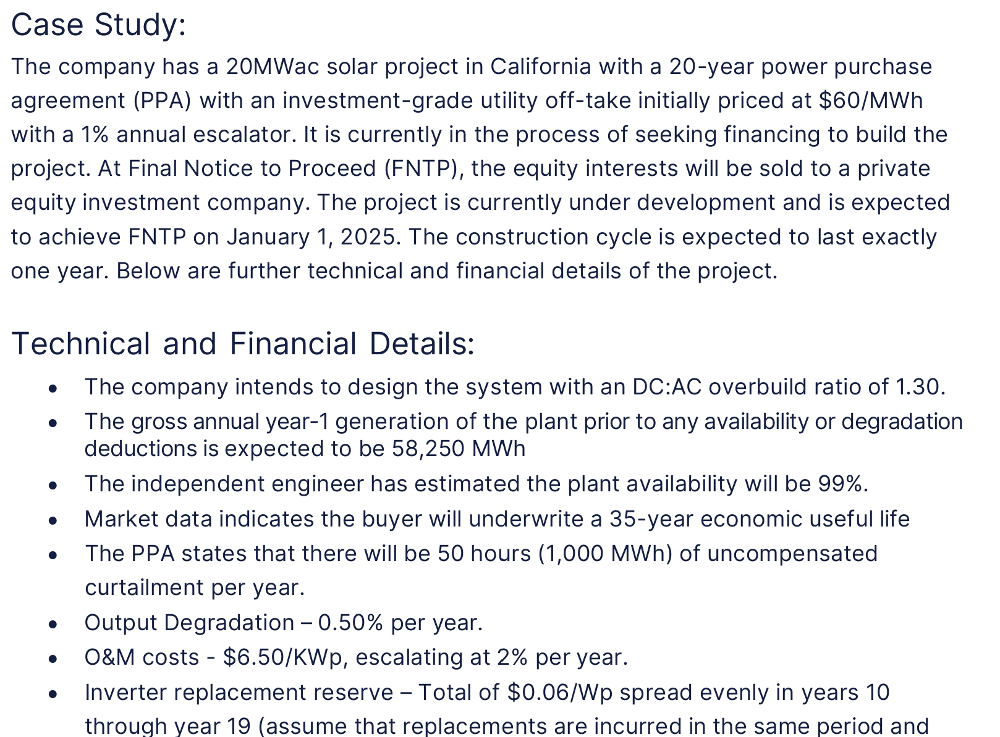 Case Study:
The company has a 20MWac solar project in California with a 20-year power purchase
agreement (PPA) with an investment-grade utility off-take initially priced at $60/MWh
with a 1% annual escalator. It is currently in the process of seeking financing to build the
project. At Final Notice to Proceed (FNTP), the equity interests will be sold to a private
equity investment company. The project is currently under development and is expected
to achieve FNTP on January 1, 2025. The construction cycle is expected to last exactly
one year. Below are further technical and financial details of the project.
Technical and Financial Details:
• The company intends to design the system with an DC:AC overbuild ratio of 1.30.
• The gross annual year-1 generation of the plant prior to any availability or degradation
deductions is expected to be 58,250 MWh
• The independent engineer has estimated the plant availability will be 99%.
• Market data indicates the buyer will underwrite a 35-year economic useful life
• The PPA states that there will be 50 hours (1,000 MWh) of uncompensated
curtailment per year.
• Output Degradation – 0.50% per year.
• O&M costs - $6.50/KWp, escalating at 2% per year.
• Inverter replacement reserve – Total of $0.06/Wp spread evenly in years 10
through year 19 (assume that replacements are incurred in the same period and